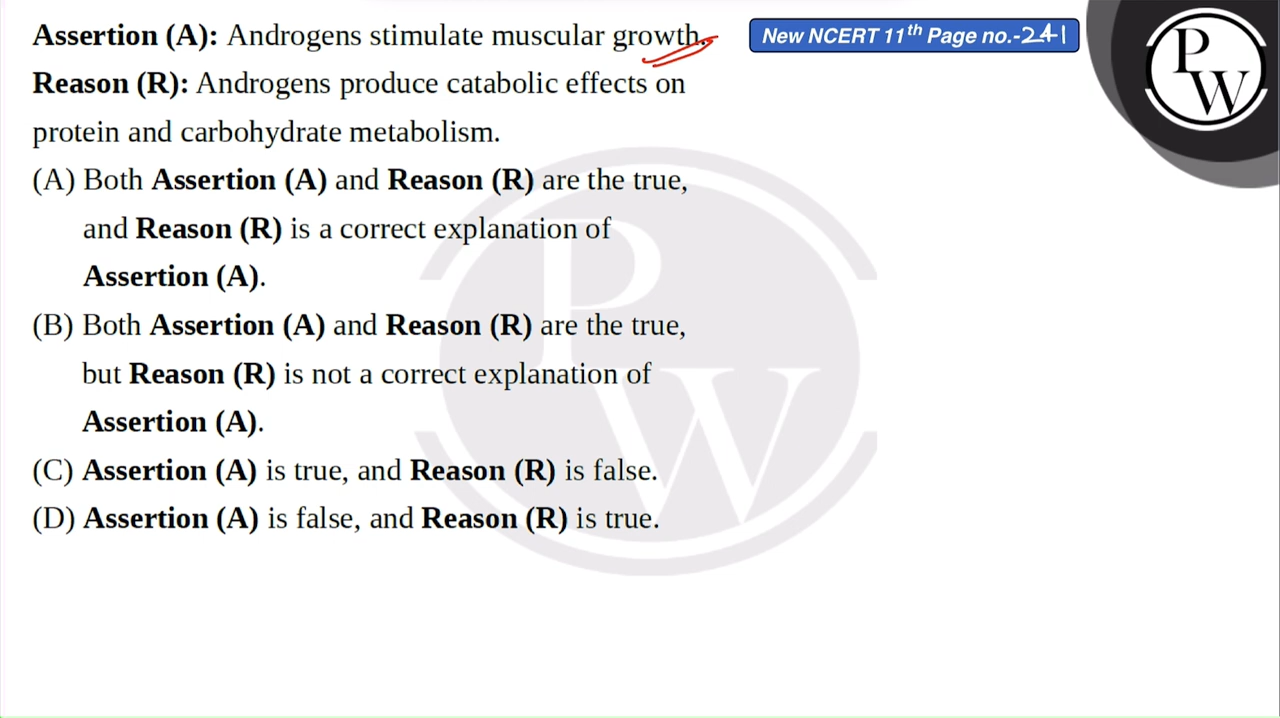 Assertion (A): Androgens stimulate muscular growth.
New NCERT 11th Page no.-241
Reason (R): Androgens produce catabolic effects on
protein and carbohydrate metabolism.
(A) Both Assertion (A) and Reason (R) are the true,
and Reason (R) is a correct explanation of
Assertion (A).
(B) Both Assertion (A) and Reason (R) are the true,
but Reason (R) is not a correct explanation of
Assertion (A).
(C) Assertion (A) is true, and Reason (R) is false.
(D) Assertion (A) is false, and Reason (R) is true.
PW
PW